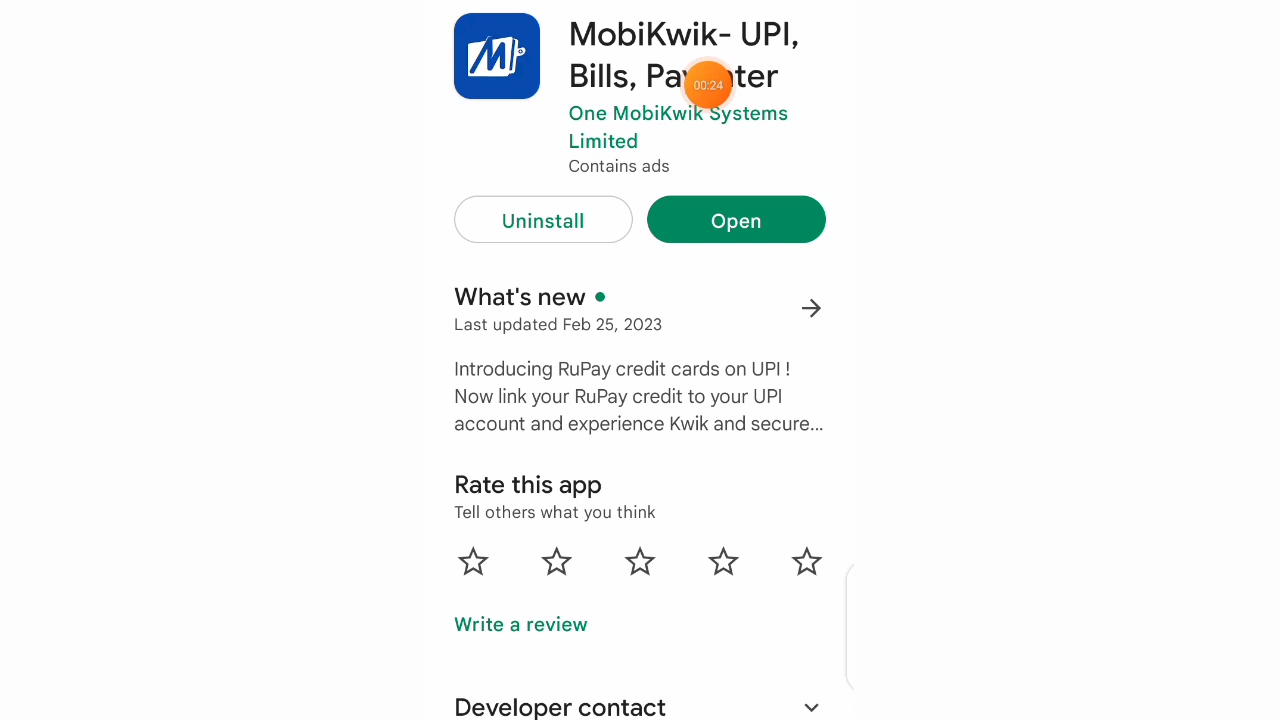 MobiKwik- UPI,
Bills,
00:24
One MobiKwik Systems
Limited
Contains ads
Uninstall
Open
What's new
Last updated Feb 25, 2023
Introducing RuPay credit cards on UPI !
Now link your RuPay credit to your UPI
account and experience Kwik and secure...
Rate this app
Tell others what you think
Write a review
Developer contact